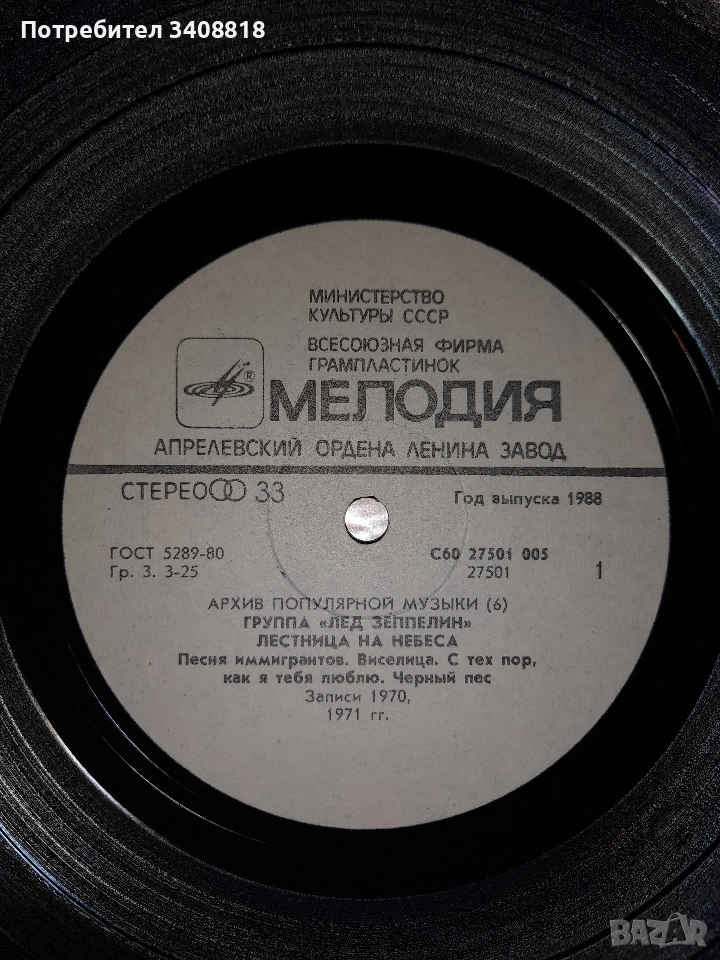 Потребител 3408818
МИНИСТЕРСТВО
КУЛЬТУРЫ СССР
ВСЕСОЮЗНАЯ ФИРМА
ГРАМПЛАСТИНОК
®
МЕЛОДИЯ
АПРЕЛЕВСКИЙ ОРДЕНА ЛЕНИНА ЗАВОД
СТЕРЕО 33
Год выпуска 1988
ГОСТ 5289-80
Гр. 3. 3-25
С60 27501 005
27501
1
АРХИВ ПОПУЛЯРНОЙ МУЗЫКИ (6)
ГРУППА «ЛЕД ЗЕППЕЛИН»
ЛЕСТНИЦА НА НЕБЕСА
Песня иммигрантов. Виселица. С тех пор,
как я тебя люблю. Черный пес
Записи 1970,
1971 гг.
BAZAR